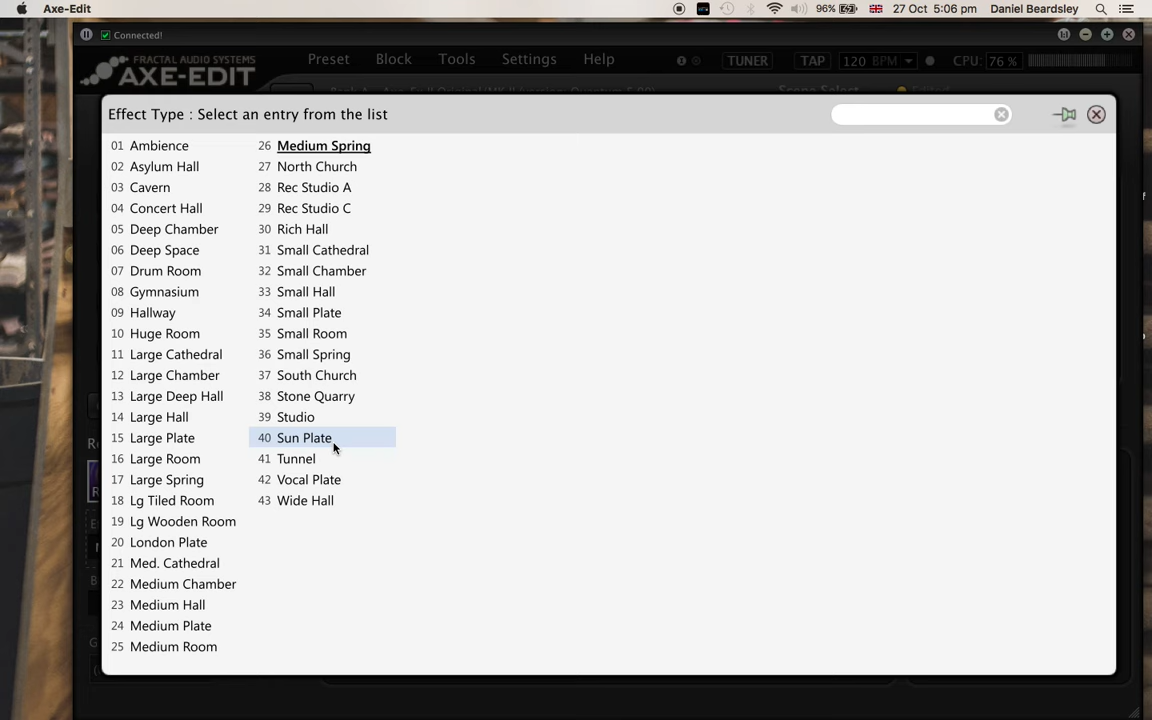 Axe-Edit
96%
27 Oct 5:06 pm
Daniel Beardsley
Connected!
FRACTAL AUDIO SYSTEMS
AXE-EDIT
Preset
Block
Tools
Settings
Help
TUNER
TAP
120 BPM
CPU: 76 %
Effect Type : Select an entry from the list
01 Ambience
02 Asylum Hall
03 Cavern
04 Concert Hall
05 Deep Chamber
06 Deep Space
07 Drum Room
08 Gymnasium
09 Hallway
10 Huge Room
11 Large Cathedral
12 Large Chamber
13 Large Deep Hall
14 Large Hall
15 Large Plate
16 Large Room
17 Large Spring
18 Lg Tiled Room
19 Lg Wooden Room
20 London Plate
21 Med. Cathedral
22 Medium Chamber
23 Medium Hall
24 Medium Plate
25 Medium Room
26 Medium Spring
27 North Church
28 Rec Studio A
29 Rec Studio C
30 Rich Hall
31 Small Cathedral
32 Small Chamber
33 Small Hall
34 Small Plate
35 Small Room
36 Small Spring
37 South Church
38 Stone Quarry
39 Studio
40 Sun Plate
41 Tunnel
42 Vocal Plate
43 Wide Hall